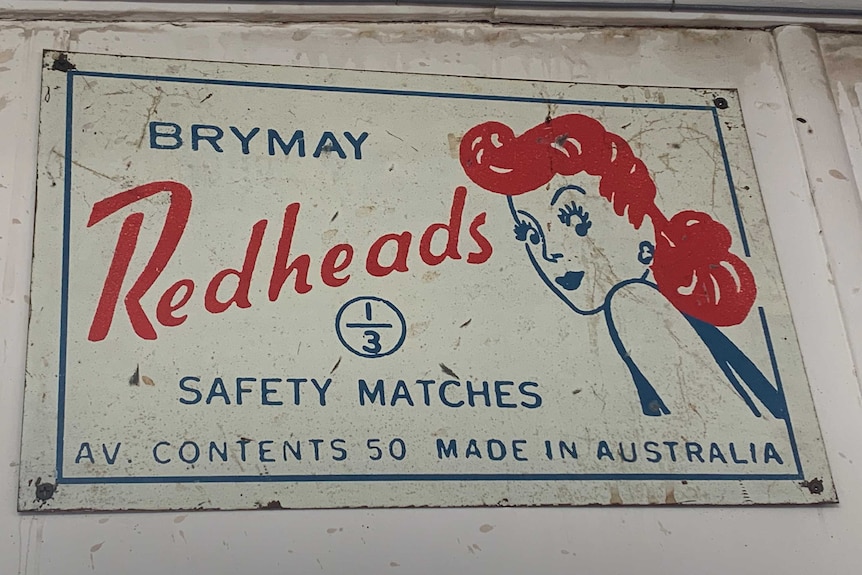 BRYMAY
Redheads
1/3
SAFETY MATCHES
AV. CONTENTS 50 MADE IN AUSTRALIA